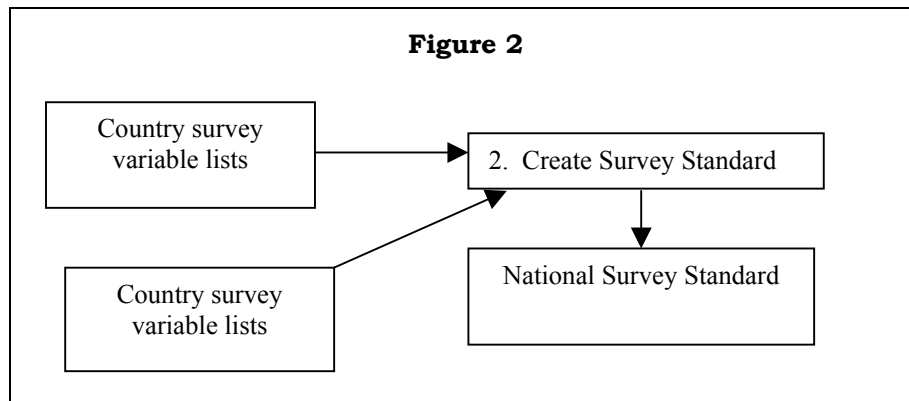 Figure 2
Country survey
variable lists
2. Create Survey Standard
Country survey
variable lists
National Survey Standard